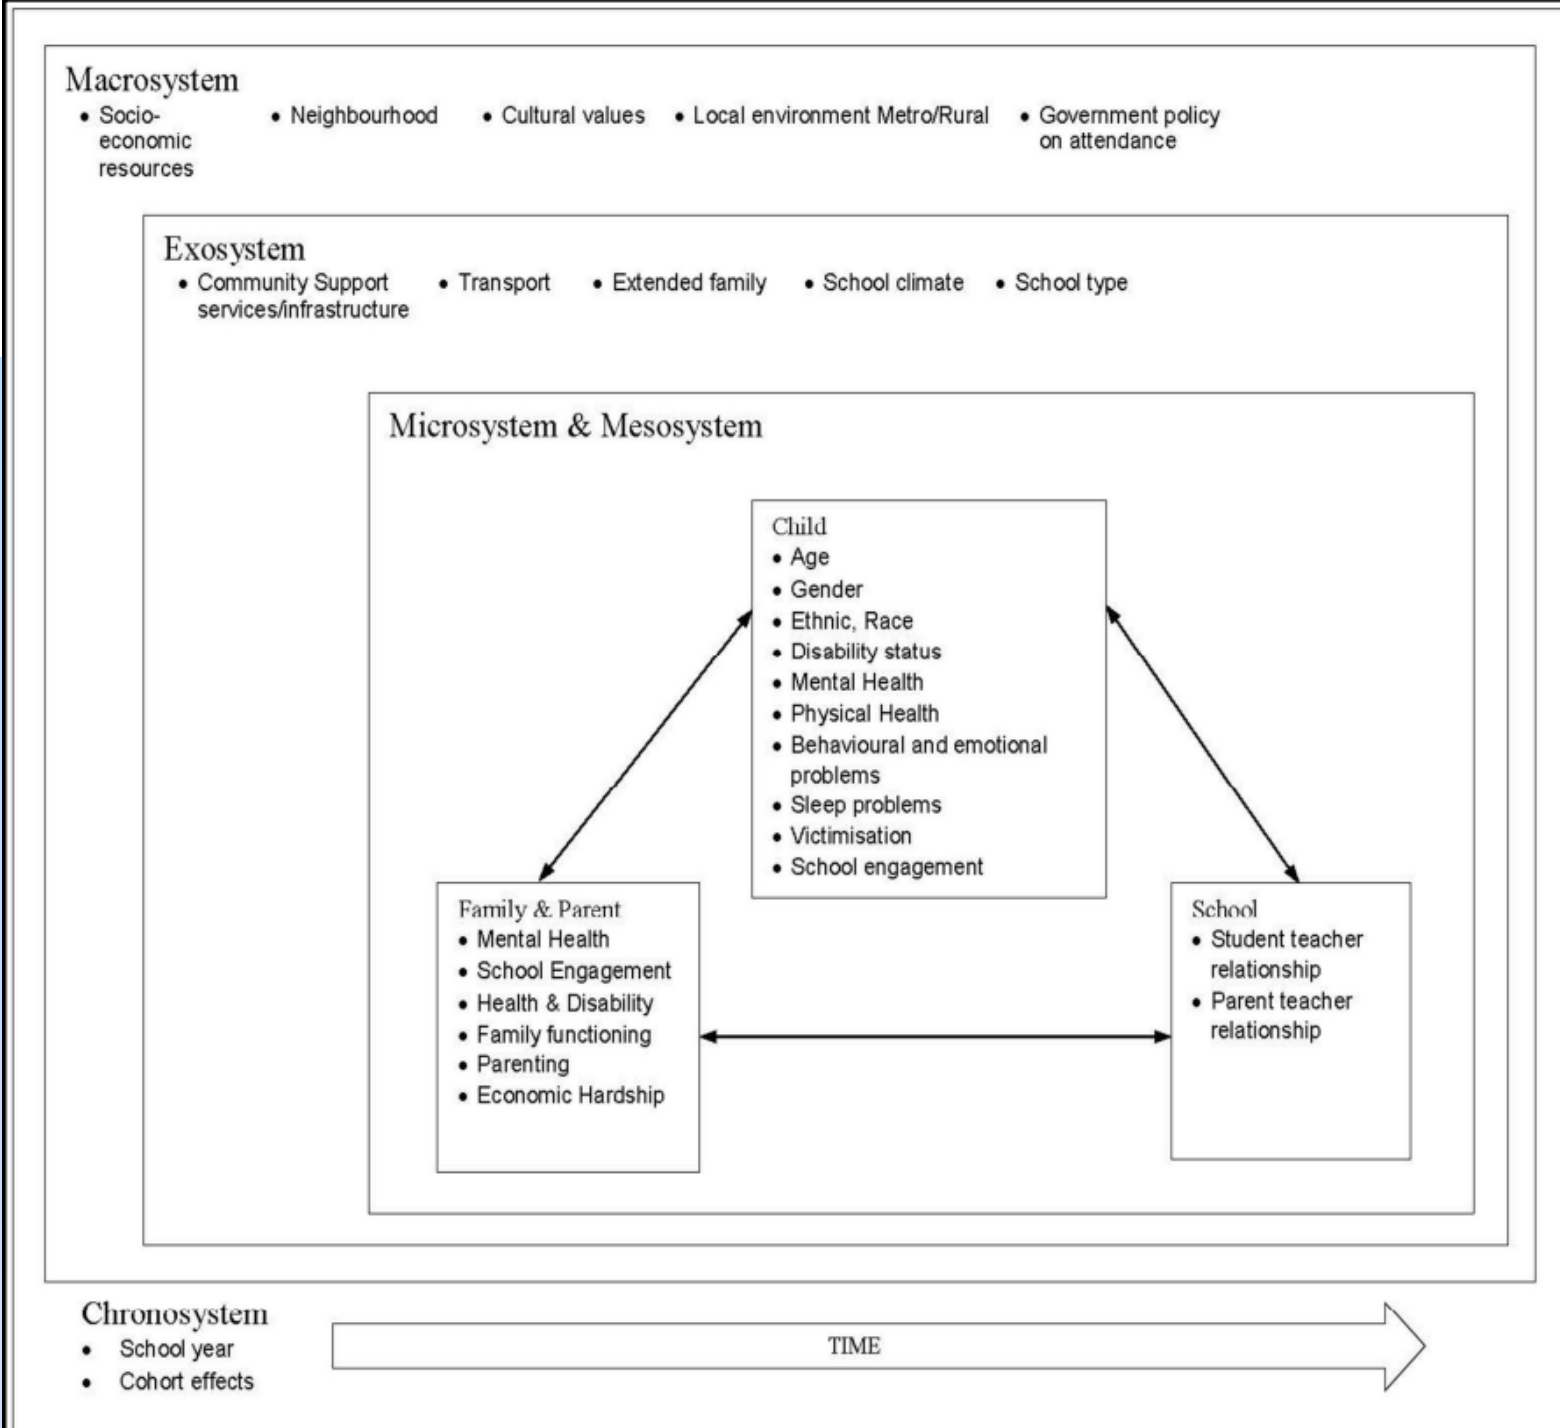 Macrosystem
• Socio-
economic
resources
• Neighbourhood
• Cultural values
• Local environment Metro/Rural
• Government policy
on attendance
Exosystem
• Community Support
services/infrastructure
• Transport
• Extended family
• School climate
• School type
Microsystem & Mesosystem
Child
• Age
• Gender
• Ethnic, Race
• Disability status
• Mental Health
• Physical Health
• Behavioural and emotional
problems
• Sleep problems
• Victimisation
• School engagement
Family & Parent
• Mental Health
• School Engagement
• Health & Disability
• Family functioning
• Parenting
• Economic Hardship
School
• Student teacher
relationship
• Parent teacher
relationship
Chronosystem
• School year
• Cohort effects
TIME